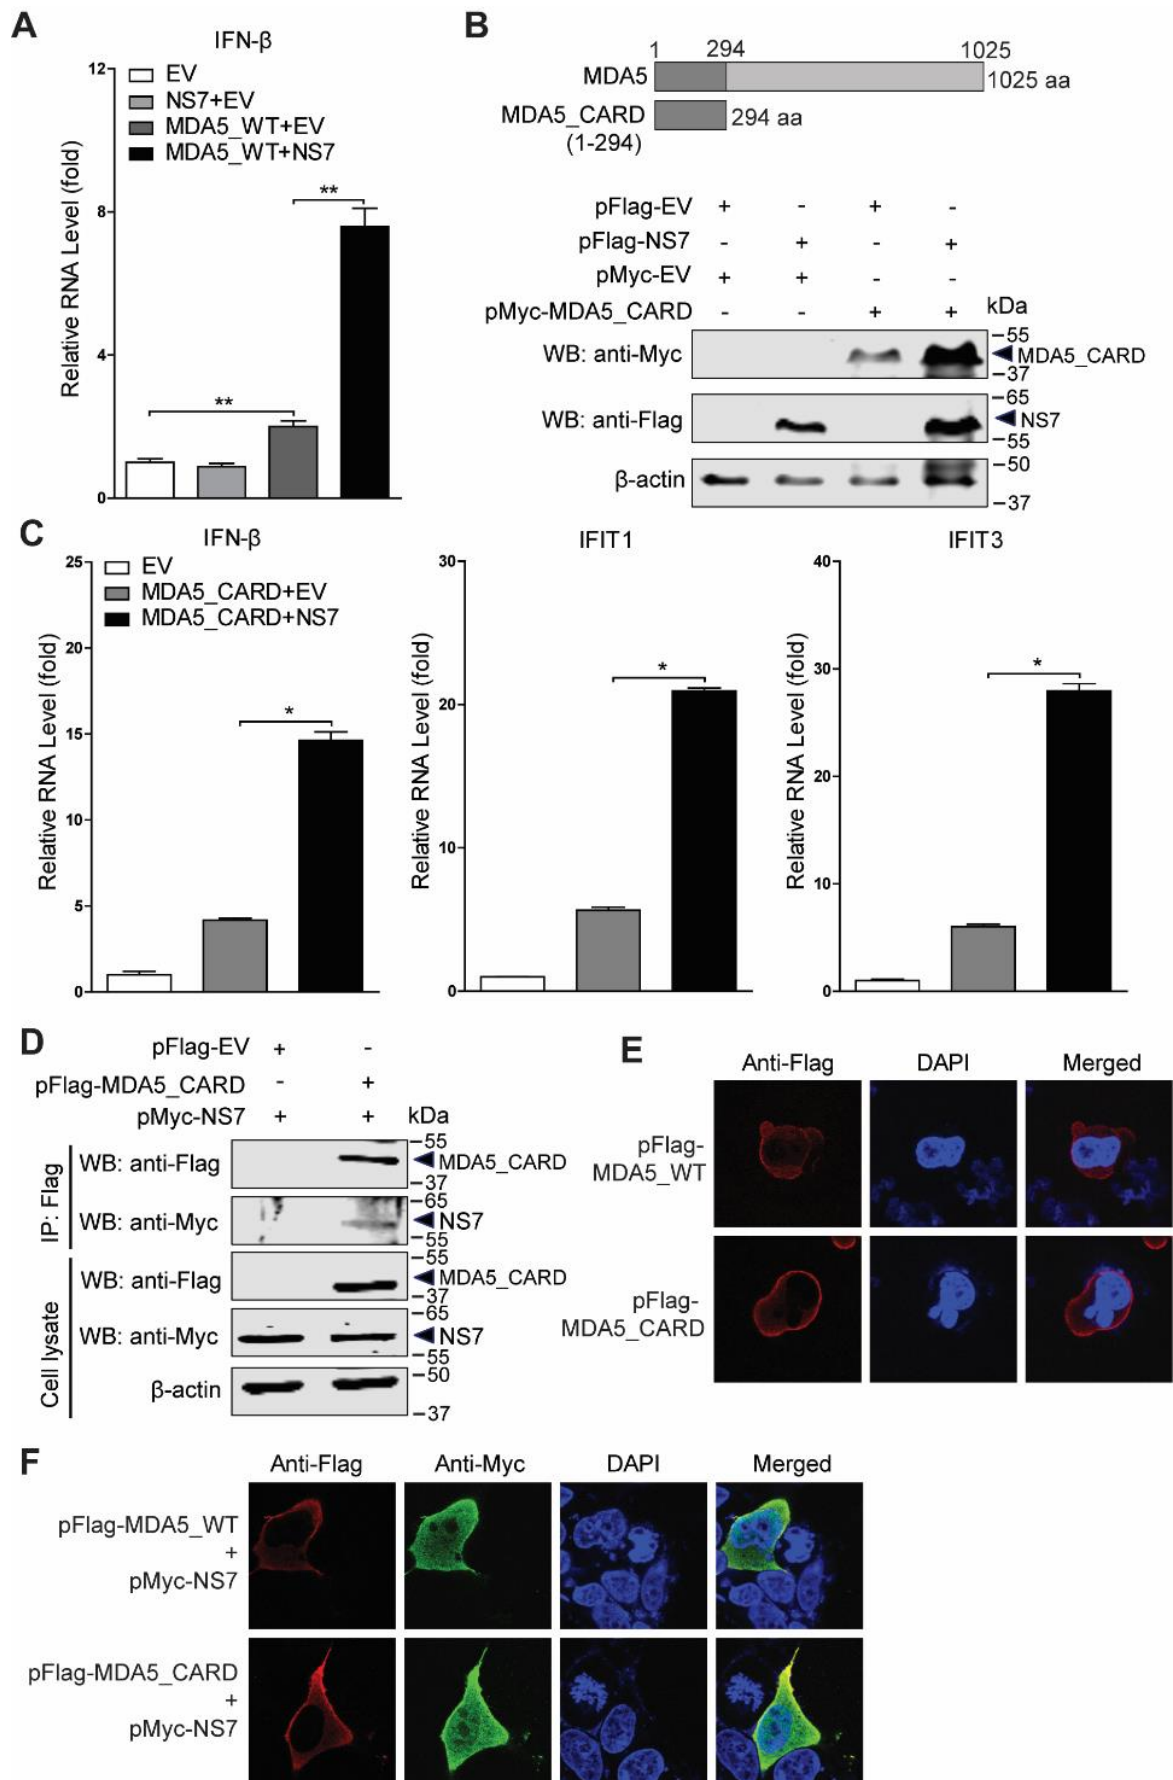 A
IFN-β
Relative RNA Level (fold)
12
8
4
0
EV
NS7+EV
MDA5_WT+EV
MDA5_WT+NS7
**
**
B
1 294 1025
MDA5 1025 aa
MDA5_CARD 294 aa
(1-294)
pFlag-EV + - + -
pFlag-NS7 - + - +
pMyc-EV + + - -
pMyc-MDA5_CARD - - + + kDa
WB: anti-Myc 55 MDA5_CARD 37
WB: anti-Flag 65 NS7 55
β-actin 50 37
C
IFN-β
Relative RNA Level (fold)
25
20
15
10
5
0
EV
MDA5_CARD+EV
MDA5_CARD+NS7
*
IFIT1
Relative RNA Level (fold)
30
20
10
0
*
IFIT3
Relative RNA Level (fold)
40
30
20
10
0
*
D
pFlag-EV + -
pFlag-MDA5_CARD - +
pMyc-NS7 + + kDa
IP: Flag
WB: anti-Flag 55 MDA5_CARD 37
WB: anti-Myc 65 NS7 55
Cell lysate
WB: anti-Flag 55 MDA5_CARD 37
WB: anti-Myc 65 NS7 55
β-actin 50 37
E
Anti-Flag DAPI Merged
pFlag-
MDA5_WT
pFlag-
MDA5_CARD
F
Anti-Flag Anti-Myc DAPI Merged
pFlag-MDA5_WT
+
pMyc-NS7
pFlag-MDA5_CARD
+
pMyc-NS7